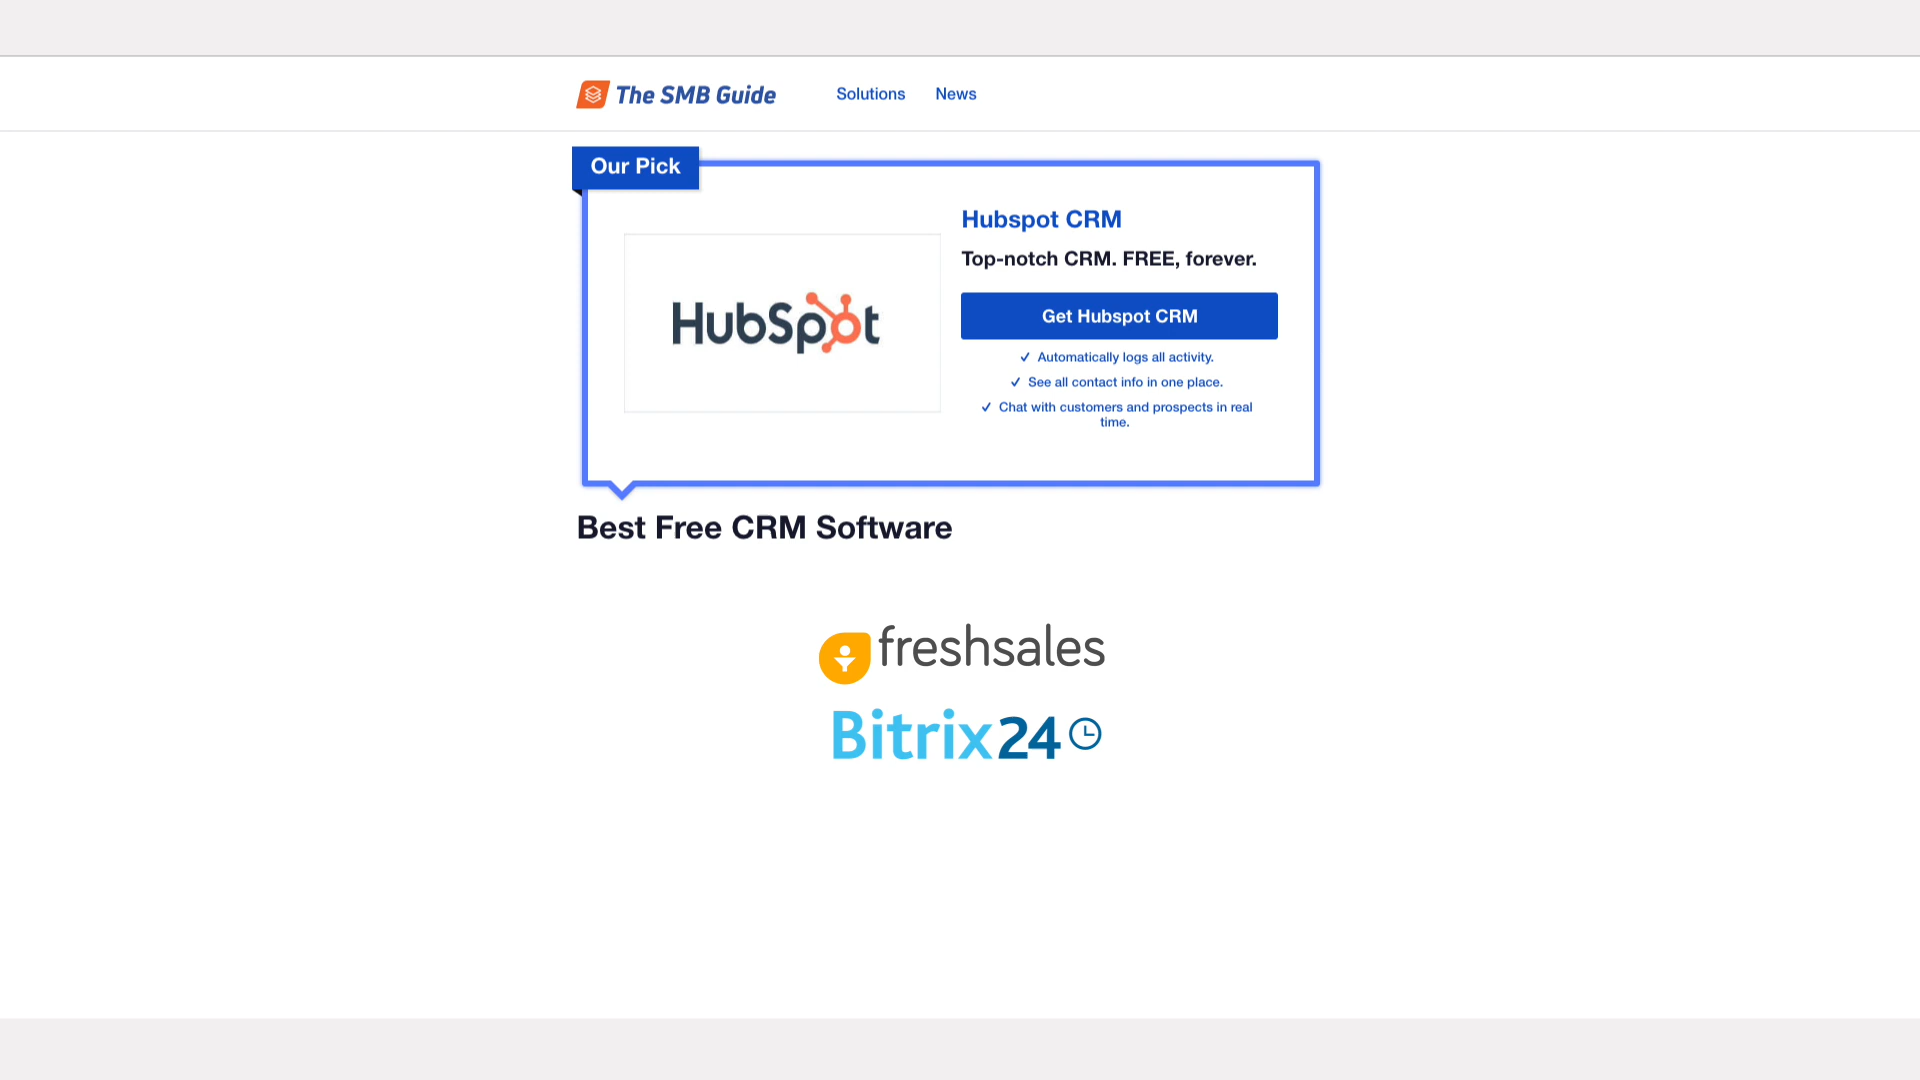 The SMB Guide
Solutions
News
Our Pick
HubSpot
Hubspot CRM
Top-notch CRM. FREE, forever.
Get Hubspot CRM
✓ Automatically logs all activity.
✓ See all contact info in one place.
✓ Chat with customers and prospects in real
time.
Best Free CRM Software
freshsales
Bitrix24